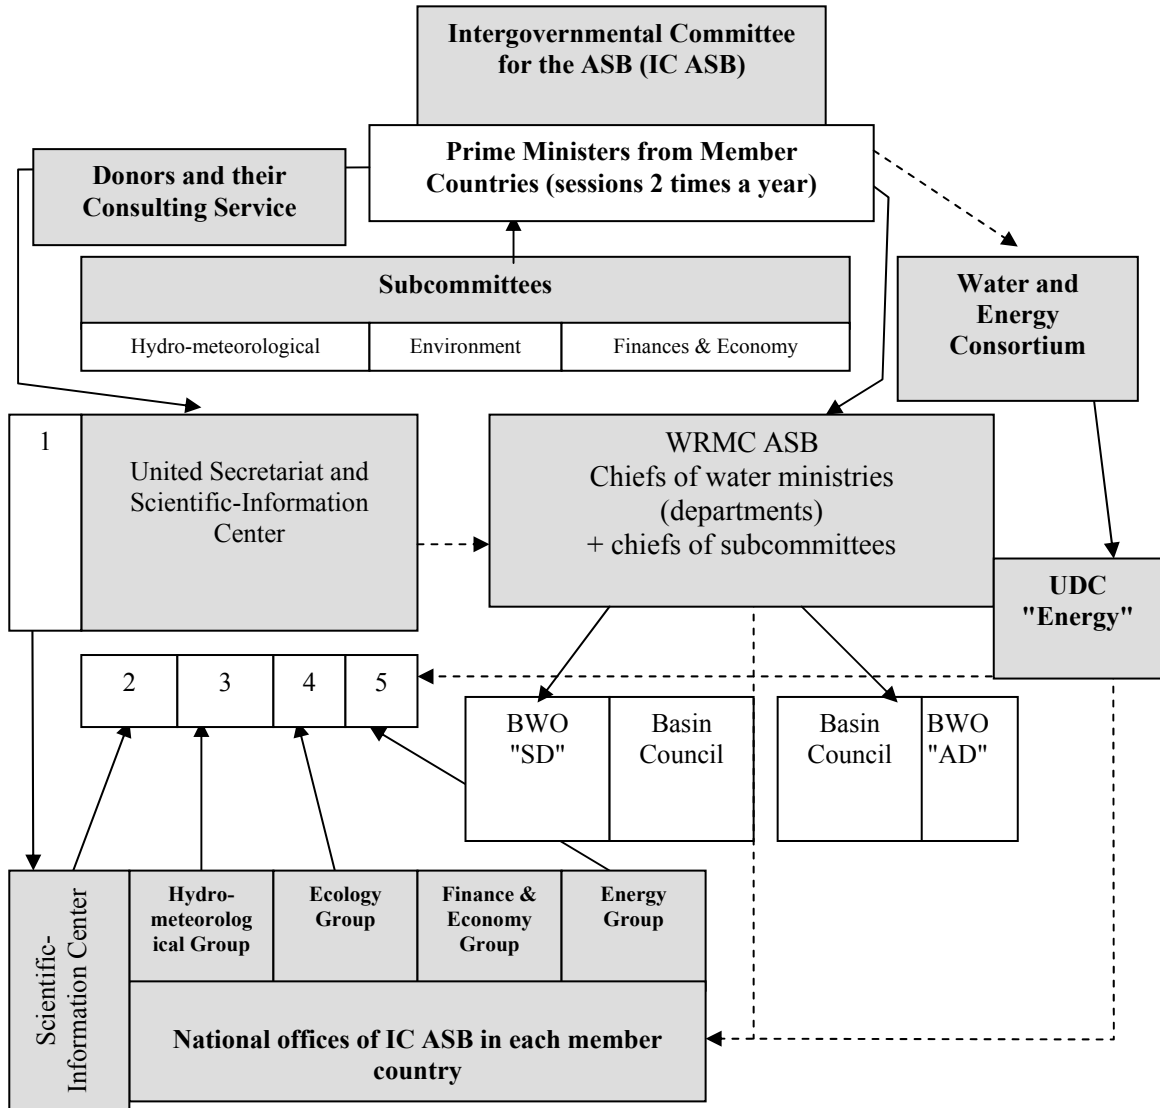 Intergovernmental Committee
for the ASB (IC ASB)
Prime Ministers from Member
Countries (sessions 2 times a year)
Donors and their
Consulting Service
Subcommittees
Hydro-meteorological
Environment
Finances & Economy
Water and
Energy
Consortium
1
United Secretariat and
Scientific-Information
Center
WRMC ASB
Chiefs of water ministries
(departments)
+ chiefs of subcommittees
UDC
"Energy"
2
3
4
5
BWO
"SD"
Basin
Council
Basin
Council
BWO
"AD"
Scientific-
Information Center
Hydro-
meteorolog
ical Group
Ecology
Group
Finance &
Economy
Group
Energy
Group
National offices of IC ASB in each member
country